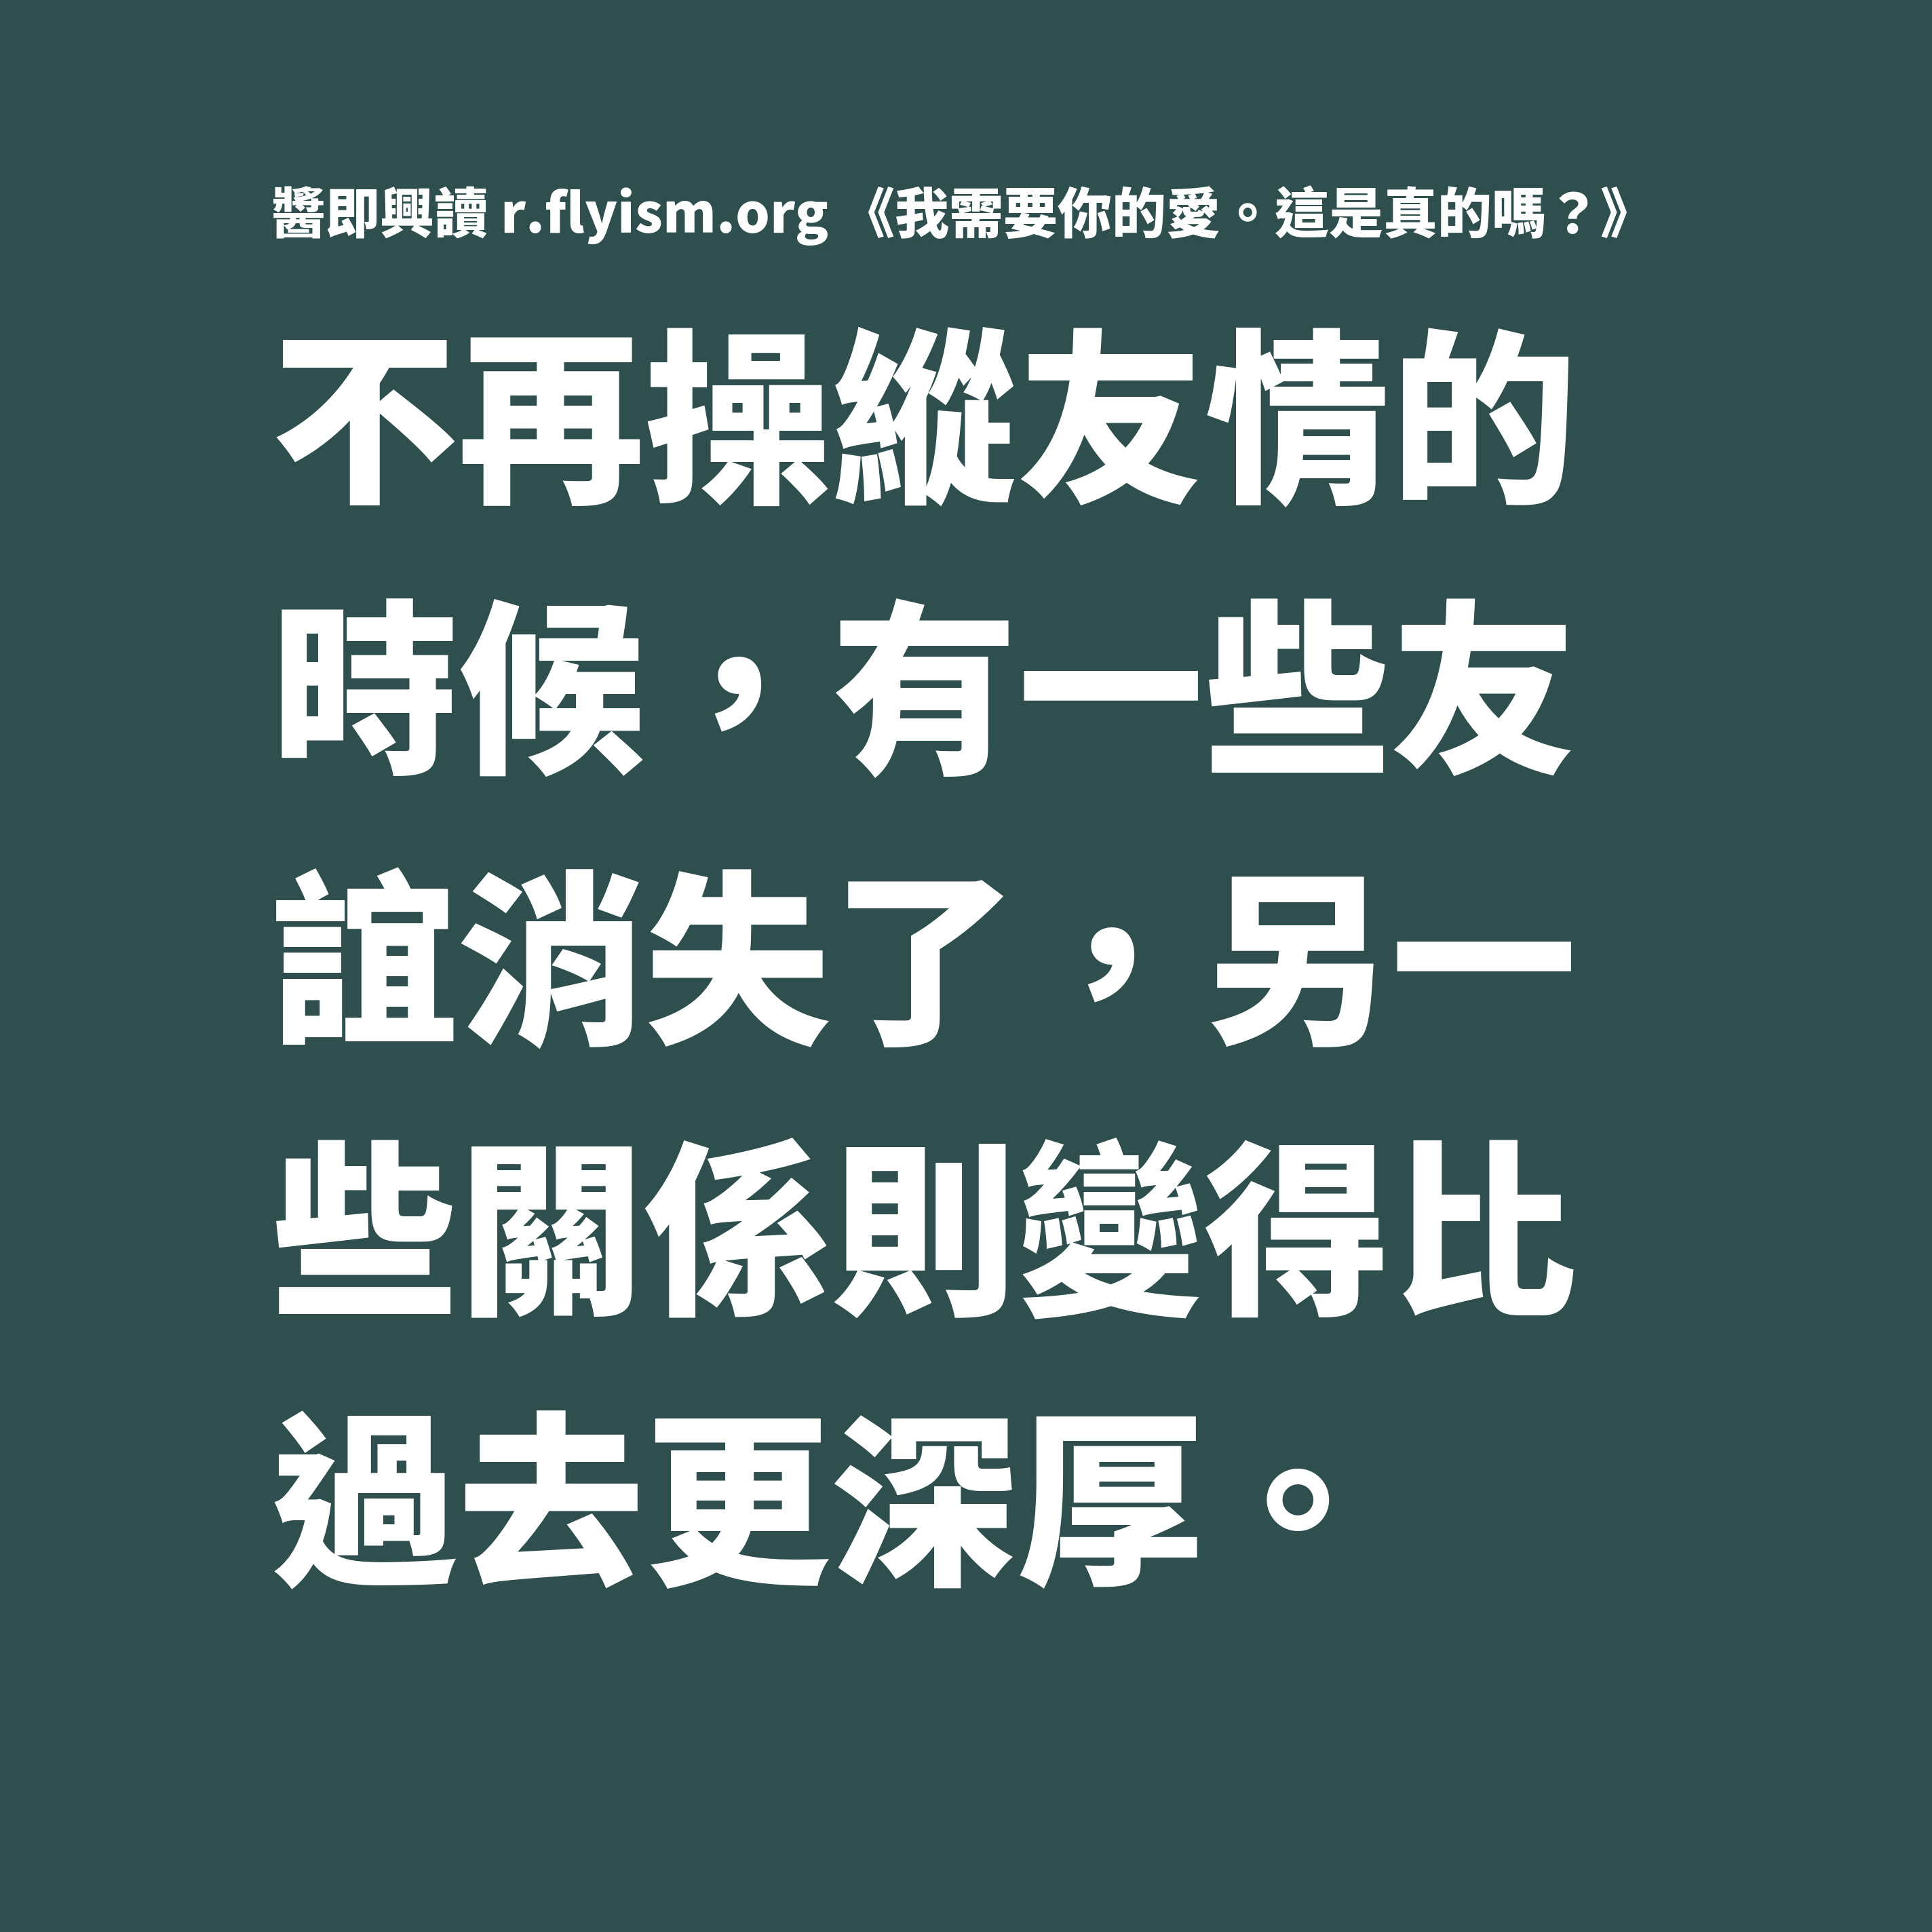 暫即閱讀 r.flyism.org《我需要你的愛。這是真的嗎？》
不再操縱友情的
時候，有一些友
誼消失了，另一
些關係則變得比
過去更深厚。